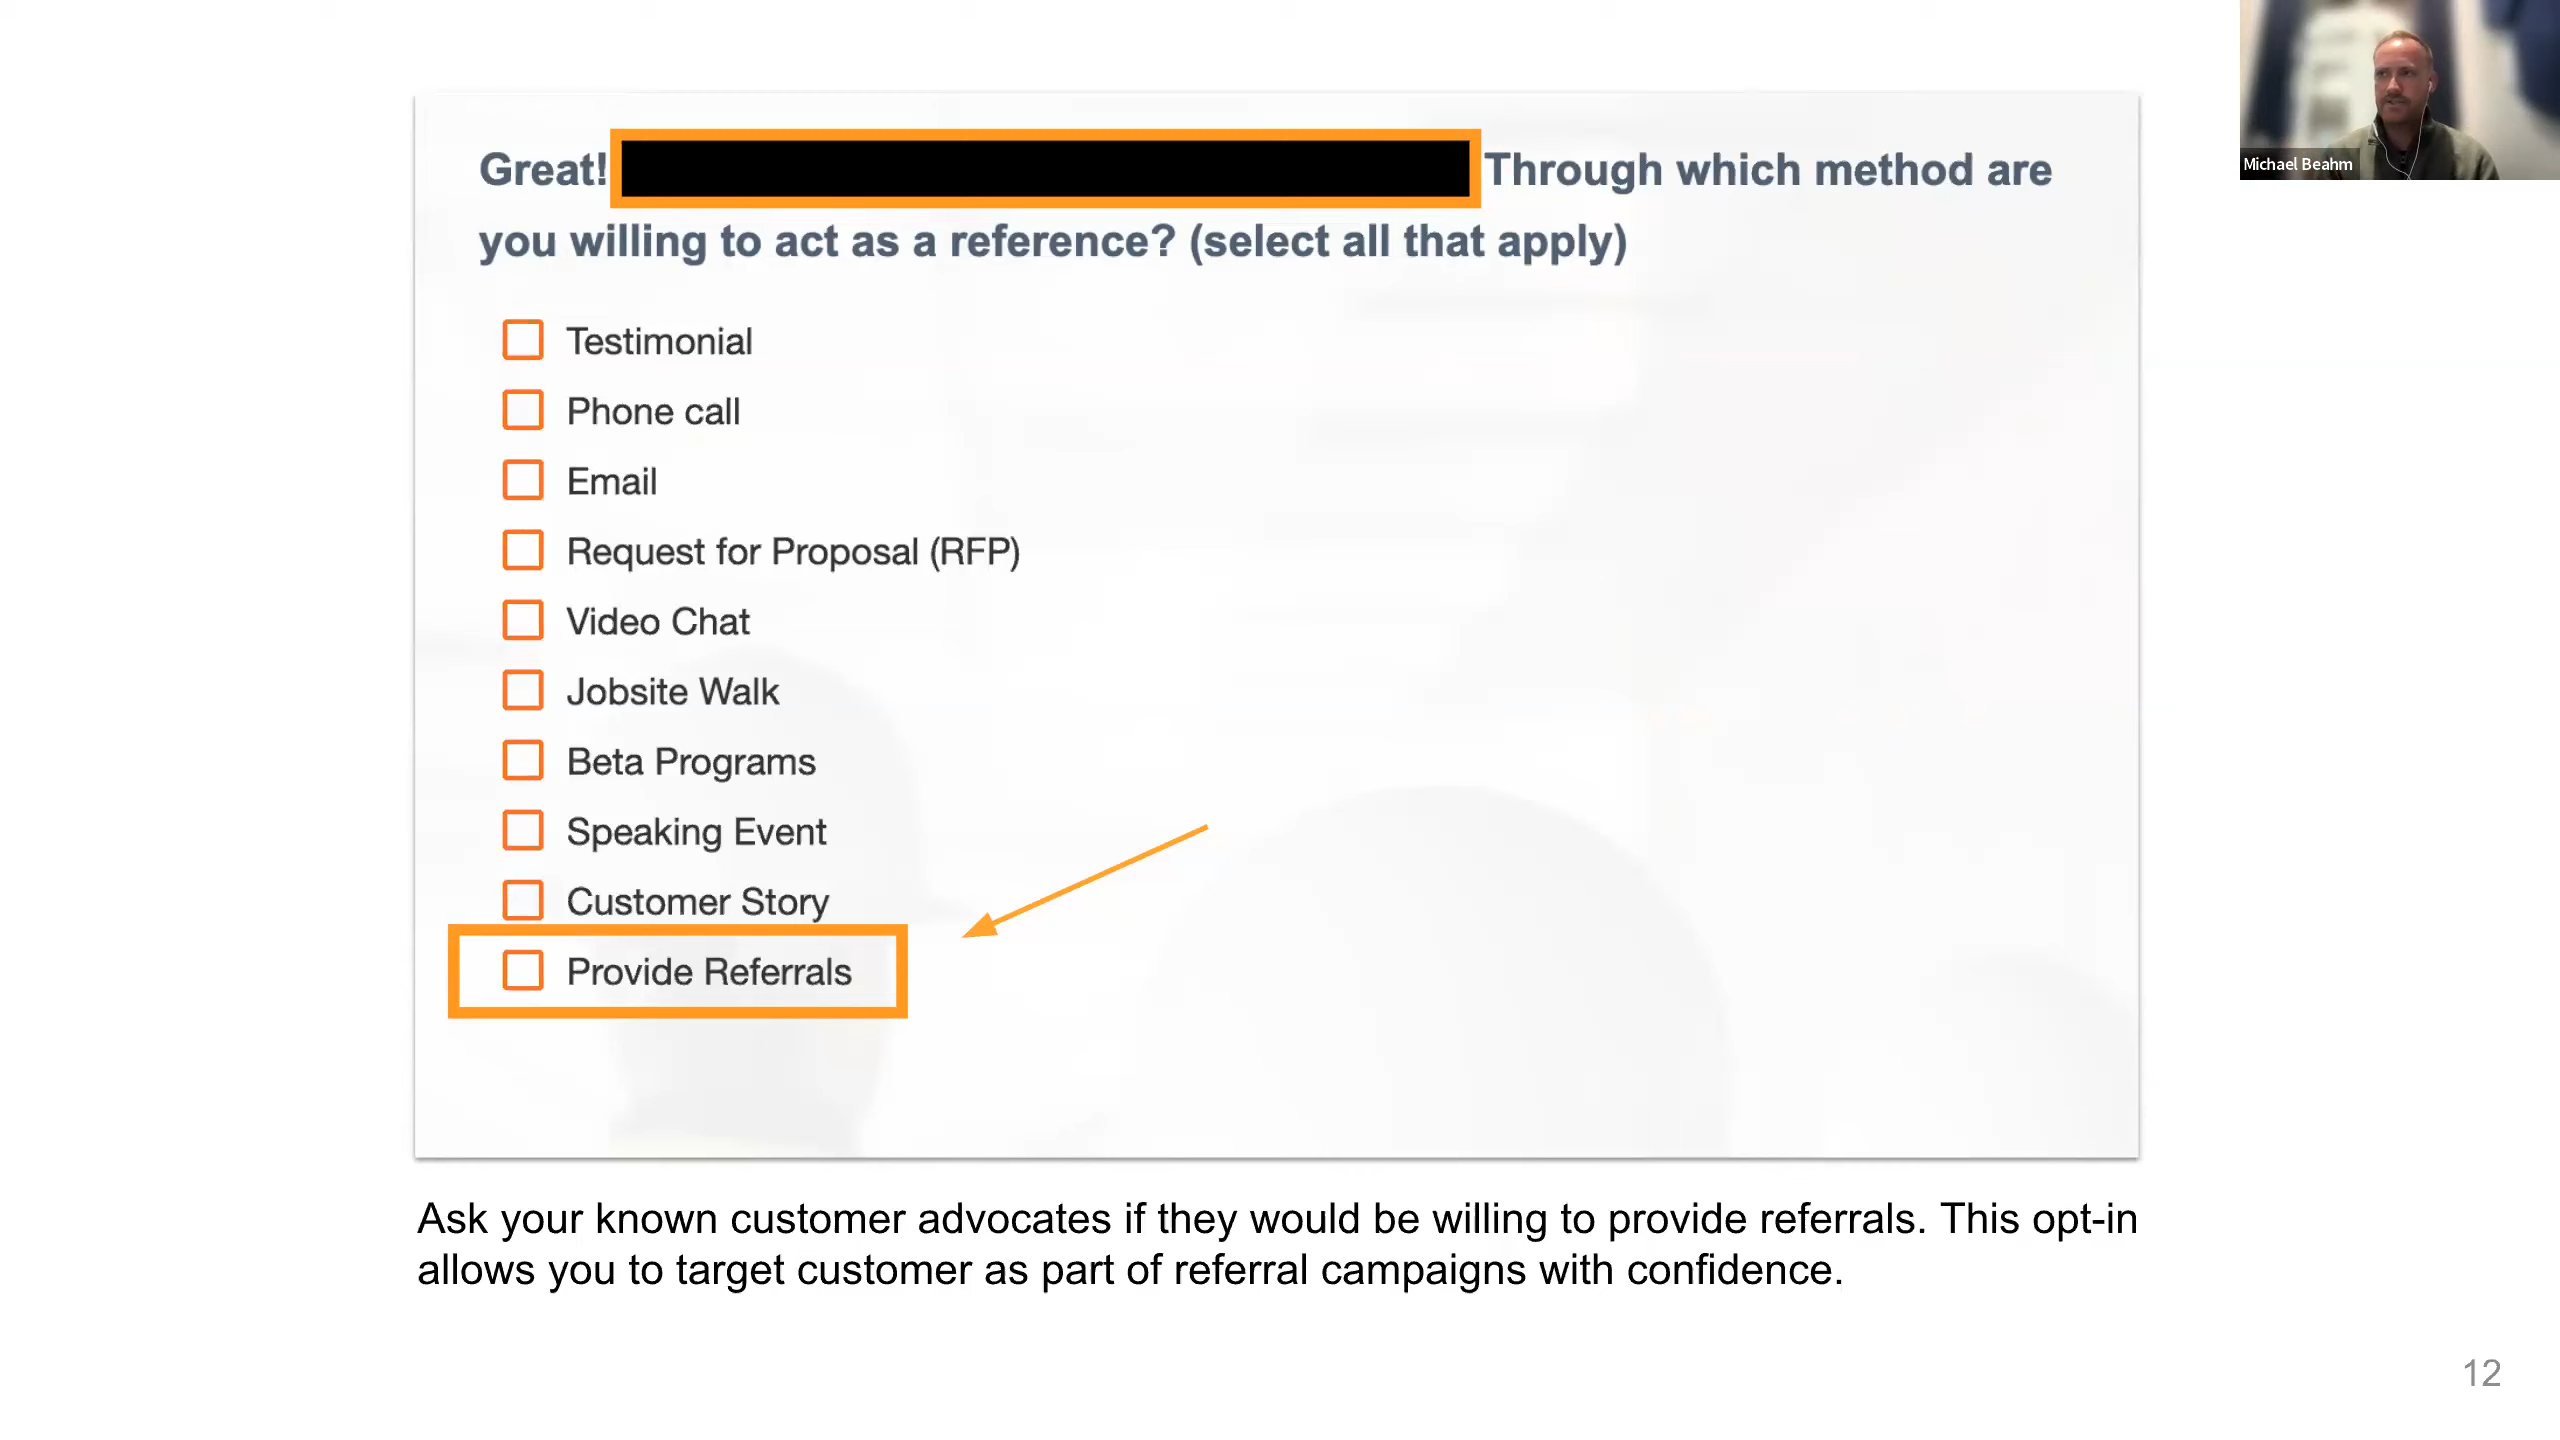 Great! Through which method are
you willing to act as a reference? (select all that apply)
Testimonial
Phone call
Email
Request for Proposal (RFP)
Video Chat
Jobsite Walk
Beta Programs
Speaking Event
Customer Story
Provide Referrals
Ask your known customer advocates if they would be willing to provide referrals. This opt-in
allows you to target customer as part of referral campaigns with confidence.
12
Michael Beahm